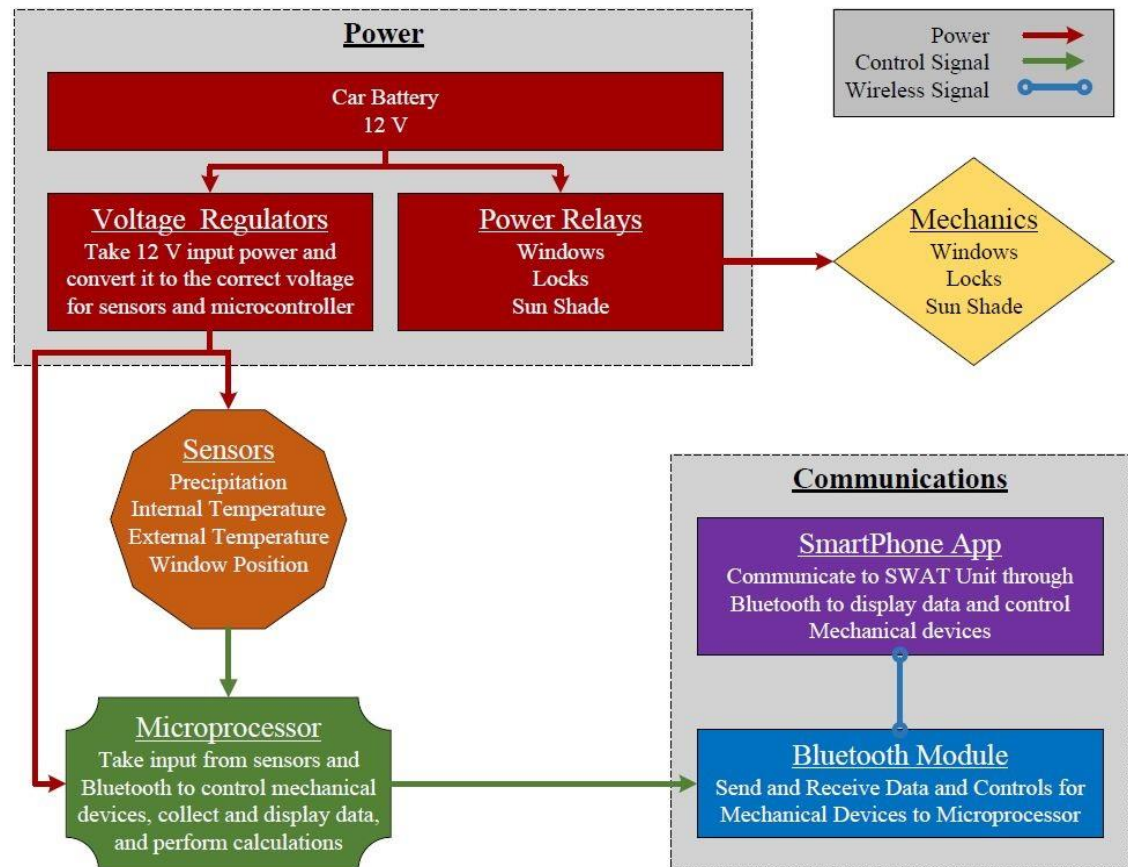 Power
Car Battery
12 V
Voltage Regulators
Take 12 V input power and
convert it to the correct voltage
for sensors and microcontroller
Power Relays
Windows
Locks
Sun Shade
Power
Control Signal
Wireless Signal
Mechanics
Windows
Locks
Sun Shade
Sensors
Precipitation
Internal Temperature
External Temperature
Window Position
Microprocessor
Take input from sensors and
Bluetooth to control mechanical
devices, collect and display data,
and perform calculations
Communications
SmartPhone App
Communicate to SWAT Unit through
Bluetooth to display data and control
Mechanical devices
Bluetooth Module
Send and Receive Data and Controls for
Mechanical Devices to Microprocessor